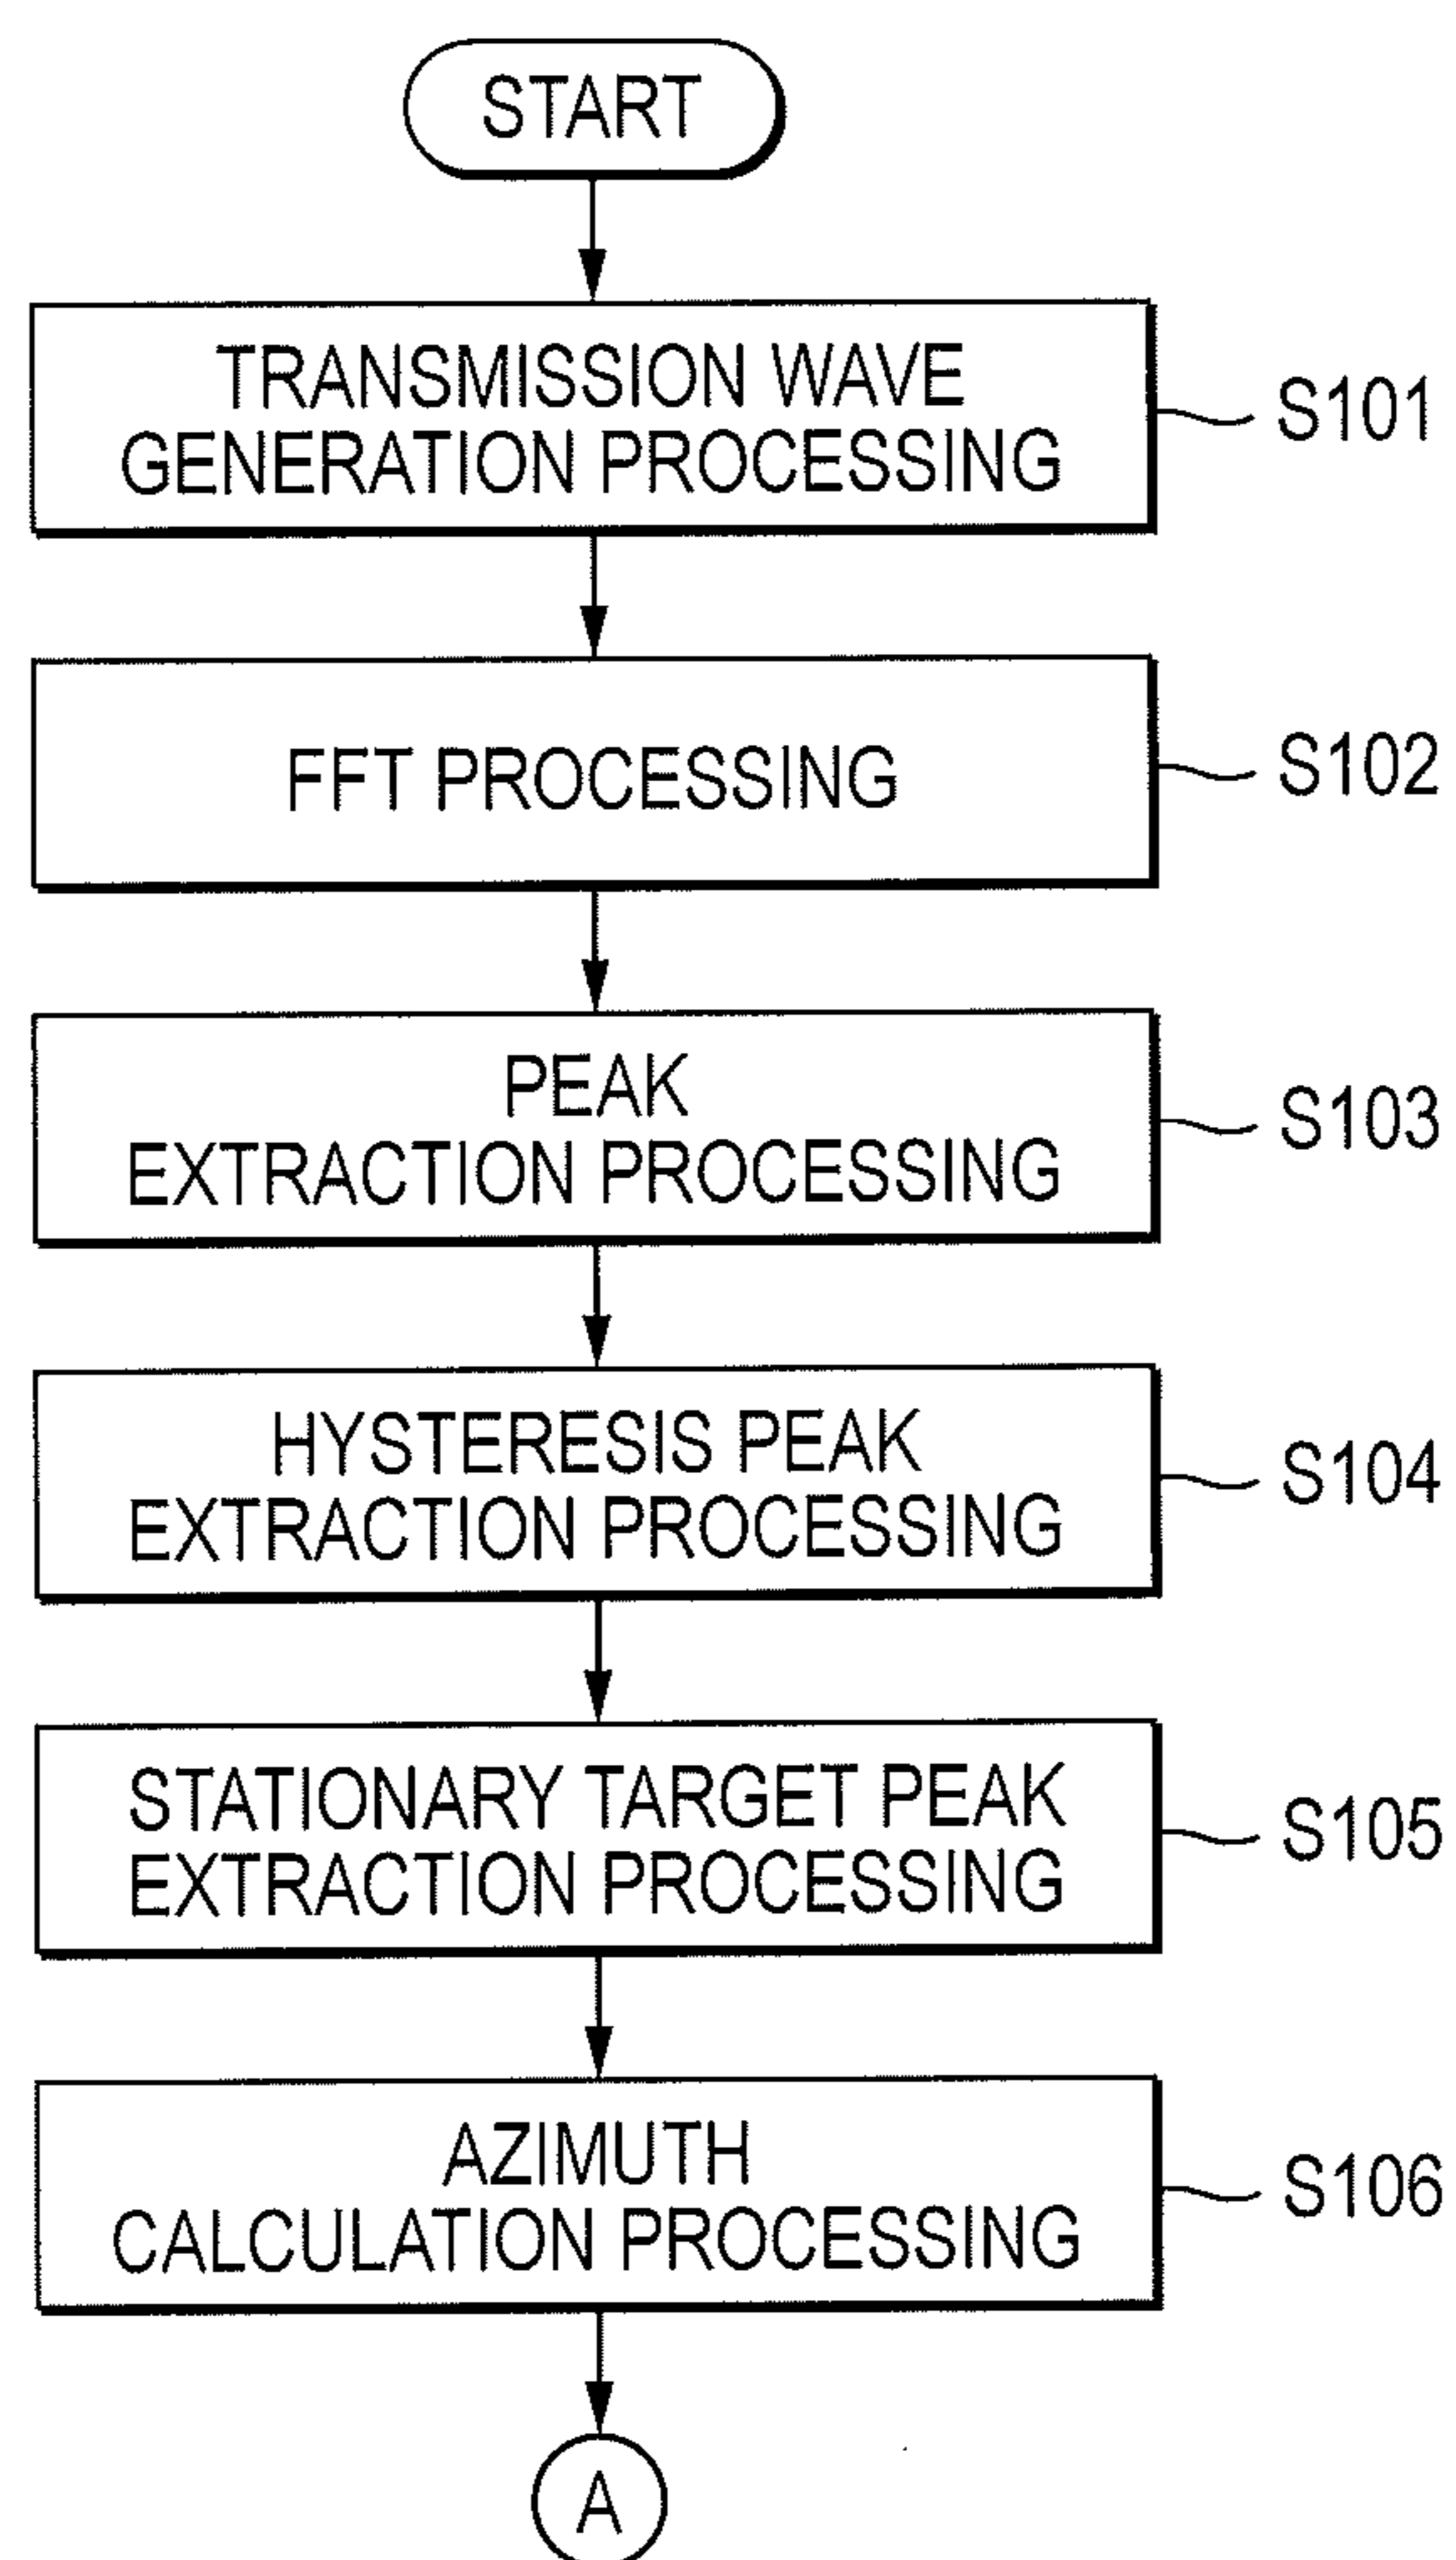 START
TRANSMISSION WAVE
GENERATION PROCESSING
S101
FFT PROCESSING
S102
PEAK
EXTRACTION PROCESSING
S103
HYSTERESIS PEAK
EXTRACTION PROCESSING
S104
STATIONARY TARGET PEAK
EXTRACTION PROCESSING
S105
AZIMUTH
CALCULATION PROCESSING
S106
A